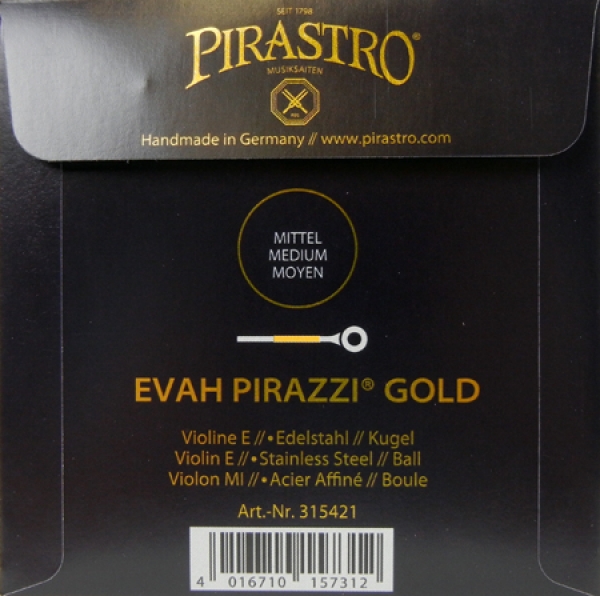 SEIT 1798
PIRASTRO®
MUSIKSAITEN
Handmade in Germany // www.pirastro.com
MITTEL
MEDIUM
MOYEN
EVAH PIRAZZI® GOLD
Violine E // • Edelstahl // Kugel
Violin E // • Stainless Steel // Ball
Violon MI // • Acier Affiné // Boule
Art.-Nr. 315421
4 016710 157312